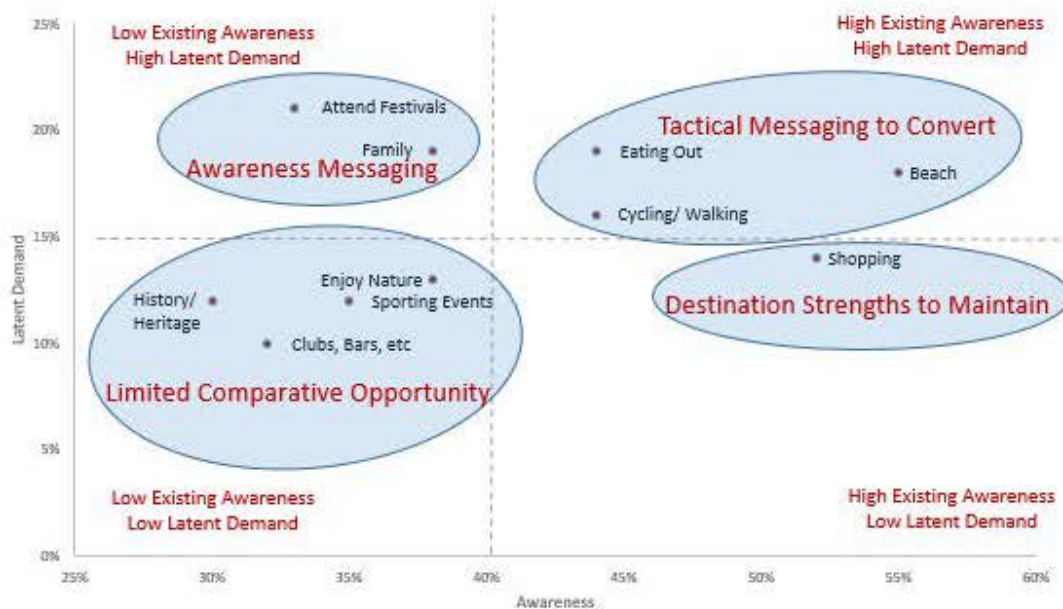 25%
20%
15%
10%
5%
0%
Latent Demand
Low Existing Awareness
High Latent Demand
Attend Festivals
Family
Awareness Messaging
High Existing Awareness
High Latent Demand
Tactical Messaging to Convert
Eating Out
Beach
Cycling/ Walking
Enjoy Nature
History/
Heritage
Sporting Events
Clubs, Bars, etc
Limited Comparative Opportunity
Shopping
Destination Strengths to Maintain
Low Existing Awareness
Low Latent Demand
High Existing Awareness
Low Latent Demand
25%
30%
35%
40%
45%
50%
55%
60%
Awareness